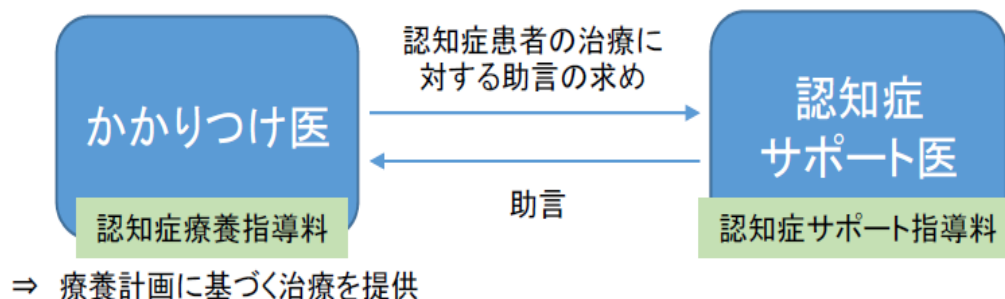 認知症患者の治療に
対する助言の求め
かかりつけ医
認知症
サポート医
助言
認知症療養指導料
認知症サポート指導料
⇒ 療養計画に基づく治療を提供